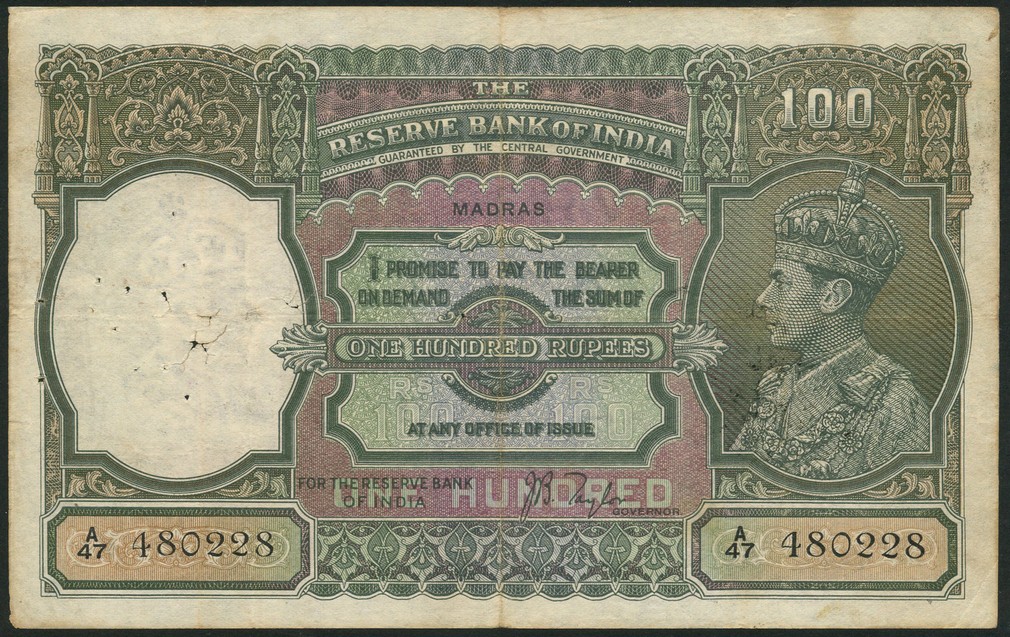 THE
RESERVE BANK OF INDIA
GUARANTEED BY THE CENTRAL GOVERNMENT
100
MADRAS
I PROMISE TO PAY THE BEARER
ON DEMAND THE SUM OF
ONE HUNDRED RUPEES
RS RS
100 100
AT ANY OFFICE OF ISSUE
FOR THE RESERVE BANK
OF INDIA
ONE HUNDRED
J.B. Taylor
GOVERNOR.
A/47 480228
A/47 480228